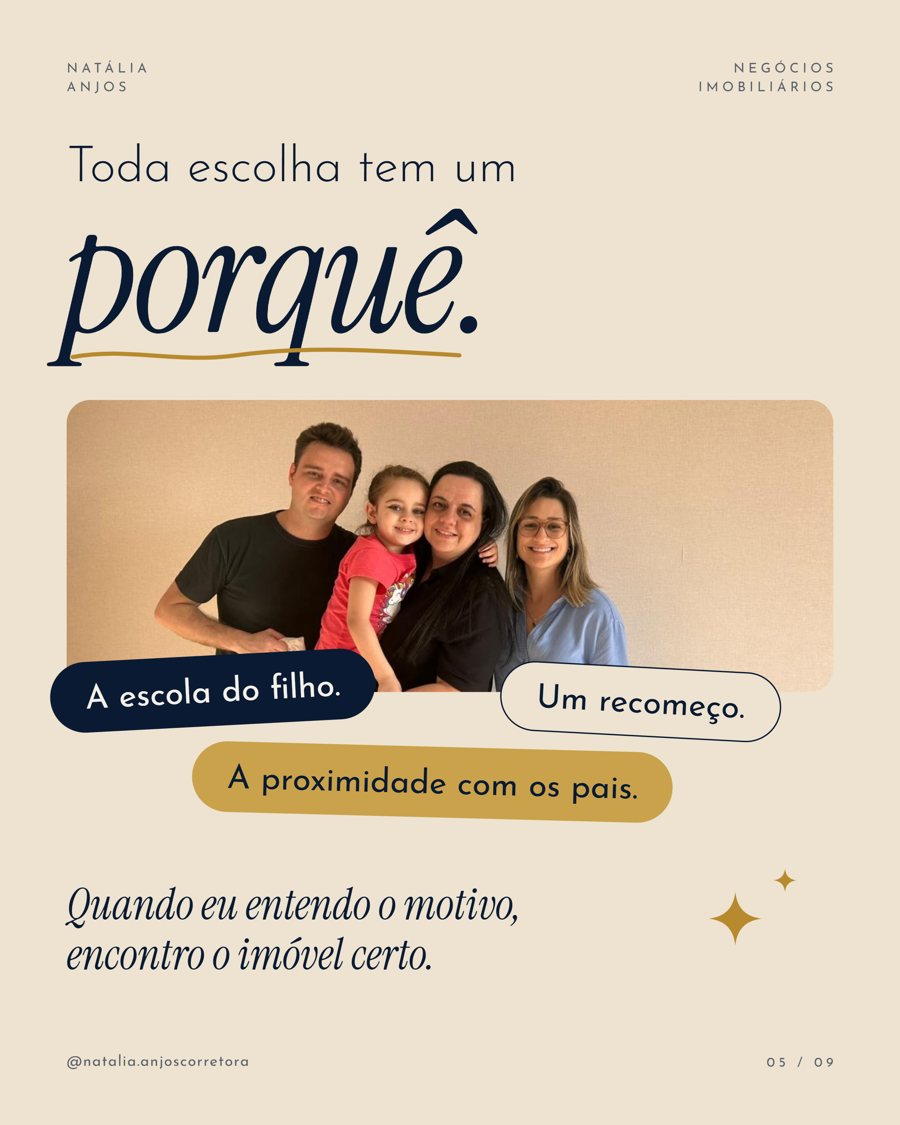 NATÁLIA
ANJOS
NEGÓCIOS
IMOBILIÁRIOS
Toda escolha tem um
porquê.
A escola do filho.
Um recomeço.
A proximidade com os pais.
Quando eu entendo o motivo,
encontro o imóvel certo.
@natalia.anjoscorretora
05 / 09